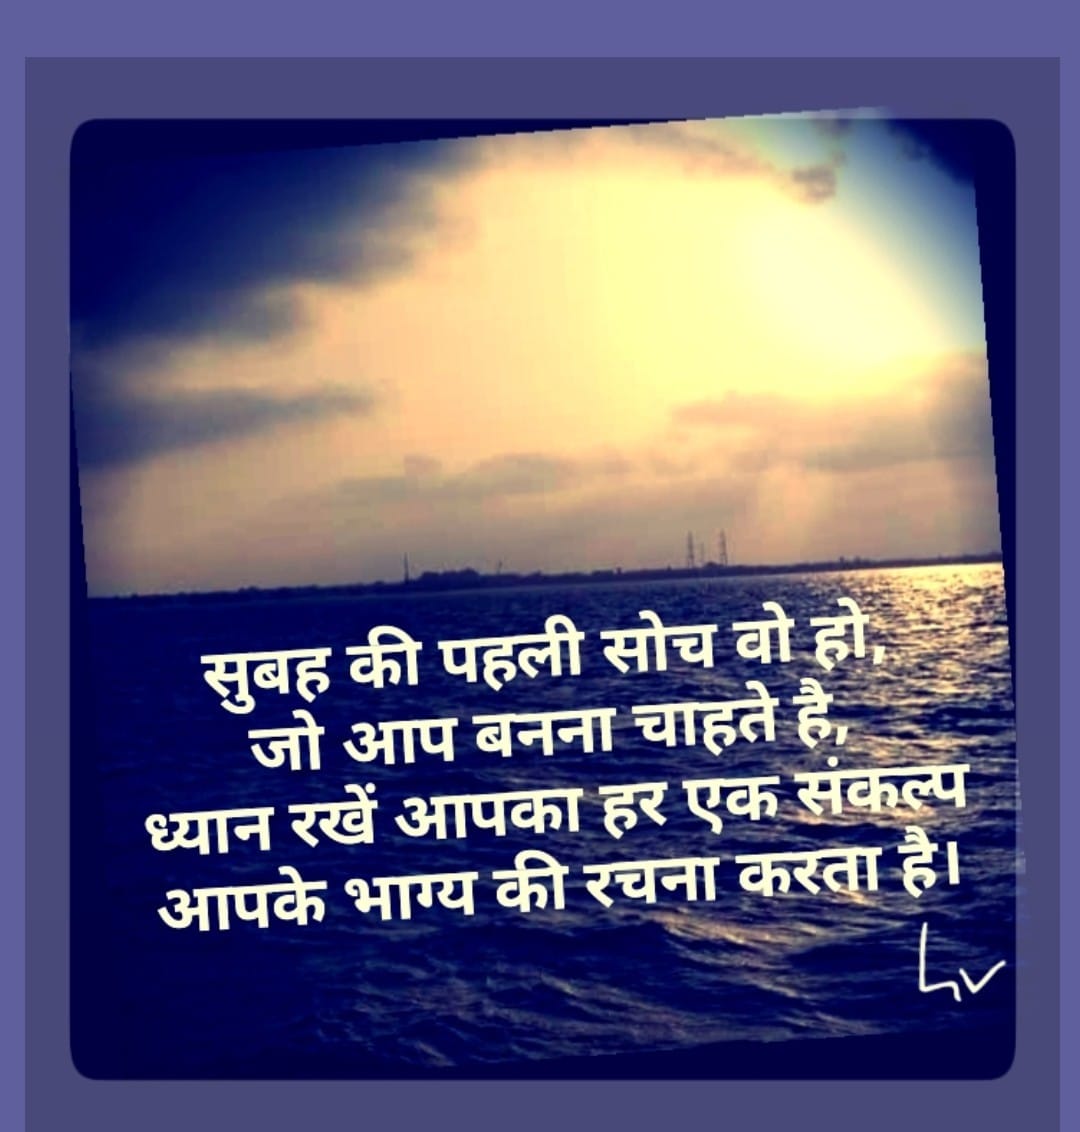 सुबह की पहली सोच वो हो,
जो आप बनना चाहते है,
ध्यान रखें आपका हर एक संकल्प
आपके भाग्य की रचना करता है।